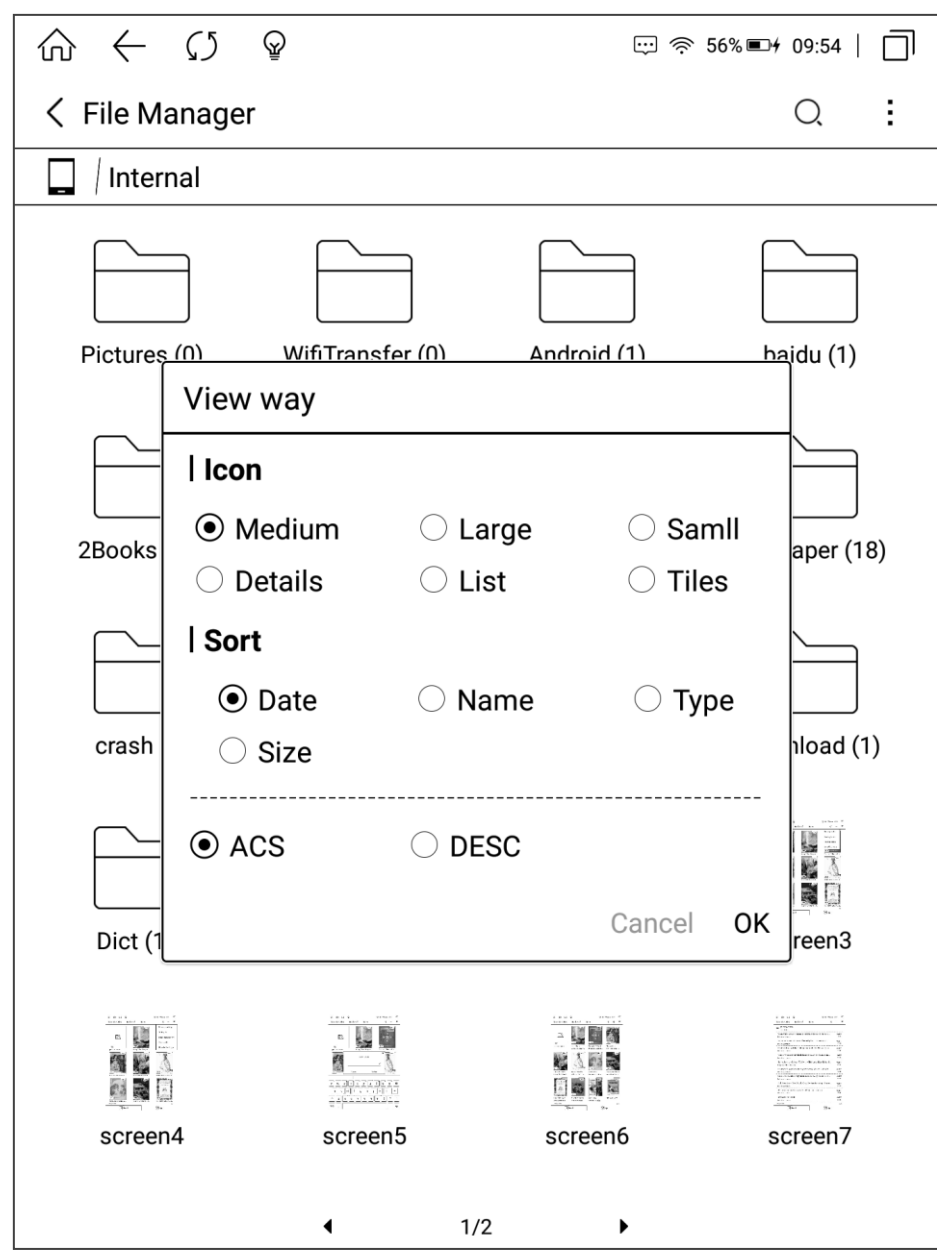 56% 09:54
File Manager
Internal
Pictures (0) WifiTransfer (0) Android (1) baidu (1)
View way
Icon
Medium Large Samll
2Books aper (18)
Details List Tiles
Sort
Date Name Type
crash nload (1)
Size
ACS DESC
Cancel OK
Dict (1 reen3
screen4 screen5 screen6 screen7
1/2